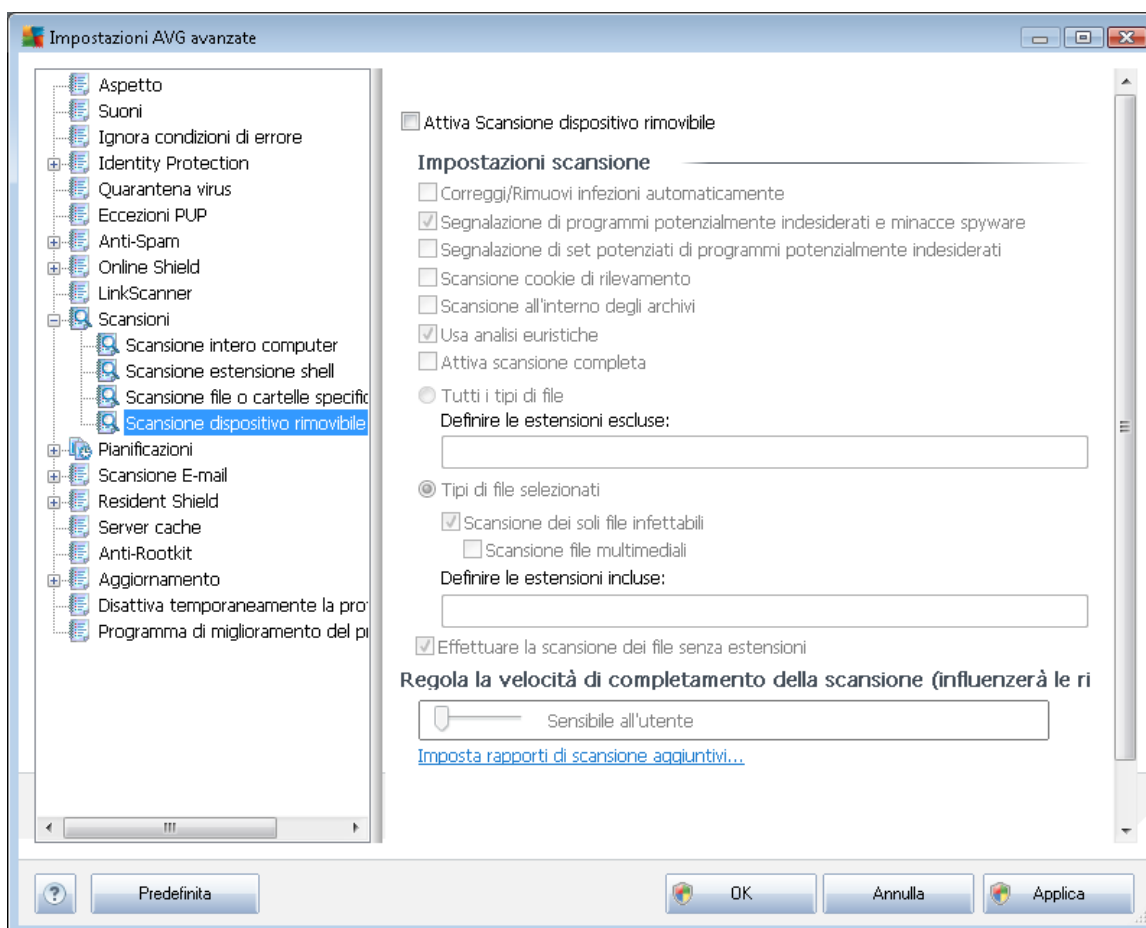 Impostazioni AVG avanzate
Aspetto
Suoni
Ignora condizioni di errore
Identity Protection
Quarantena virus
Eccezioni PUP
Anti-Spam
Online Shield
LinkScanner
Scansioni
Scansione intero computer
Scansione estensione shell
Scansione file o cartelle specific
Scansione dispositivo rimovibile
Pianificazioni
Scansione E-mail
Resident Shield
Server cache
Anti-Rootkit
Aggiornamento
Disattiva temporaneamente la pro
Programma di miglioramento del pr
Attiva Scansione dispositivo rimovibile
Impostazioni scansione
Correggi/Rimuovi infezioni automaticamente
Segnalazione di programmi potenzialmente indesiderati e minacce spyware
Segnalazione di set potenziati di programmi potenzialmente indesiderati
Scansione cookie di rilevamento
Scansione all'interno degli archivi
Usa analisi euristiche
Attiva scansione completa
Tutti i tipi di file
Definire le estensioni escluse:
Tipi di file selezionati
Scansione dei soli file infettabili
Scansione file multimediali
Definire le estensioni incluse:
Effettuare la scansione dei file senza estensioni
Regola la velocità di completamento della scansione (influenzerà le ri
Sensibile all'utente
Imposta rapporti di scansione aggiuntivi...
?
Predefinita
OK
Annulla
Applica